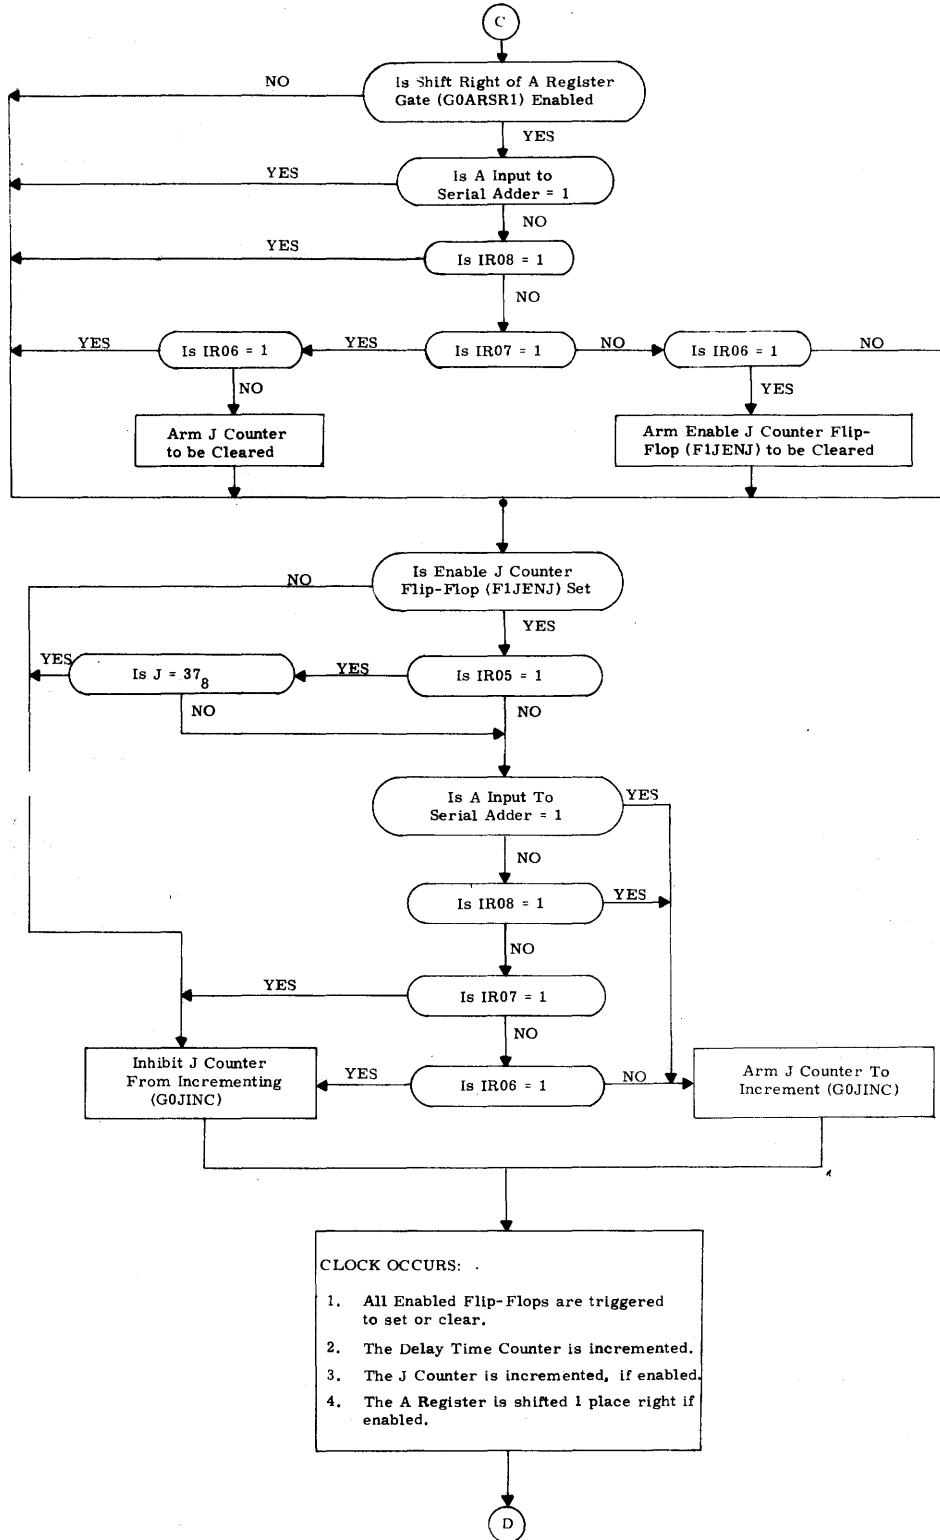 C
NO
Is Shift Right of A Register
Gate (G0ARSR1) Enabled
YES
YES
Is A Input to
Serial Adder = 1
NO
YES
Is IR08 = 1
NO
YES
Is IR06 = 1
YES
Is IR07 = 1
NO
Is IR06 = 1
NO
NO
YES
Arm J Counter
to be Cleared
Arm Enable J Counter Flip-
Flop (F1JENJ) to be Cleared
NO
Is Enable J Counter
Flip-Flop (F1JENJ) Set
YES
YES
Is J = 37₈
YES
Is IR05 = 1
NO
NO
Is A Input To
Serial Adder = 1
YES
NO
Is IR08 = 1
YES
NO
YES
Is IR07 = 1
NO
Inhibit J Counter
From Incrementing
(G0JINC)
YES
Is IR06 = 1
NO
Arm J Counter To
Increment (G0JINC)
CLOCK OCCURS:
1. All Enabled Flip-Flops are triggered
to set or clear.
2. The Delay Time Counter is incremented.
3. The J Counter is incremented, if enabled.
4. The A Register is shifted 1 place right if
enabled.
D